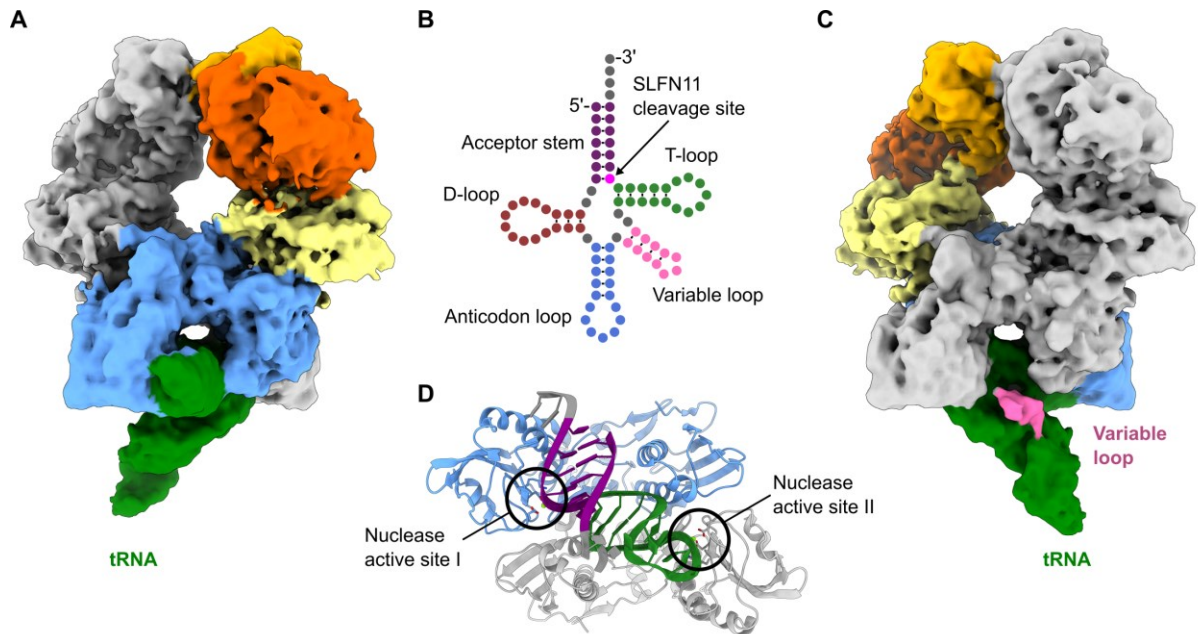 A
tRNA
B
-3'
SLFN11
cleavage site
5'-
Acceptor stem
T-loop
D-loop
Variable loop
Anticodon loop
C
Variable
loop
tRNA
D
Nuclease
active site II
Nuclease
active site I